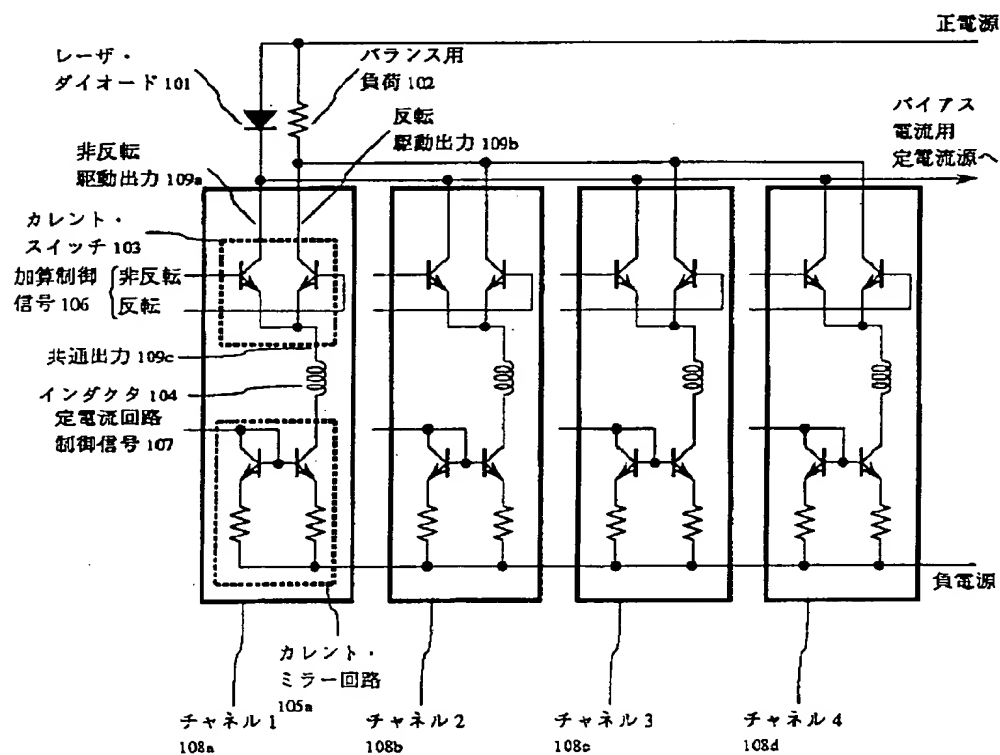 正電源
レーザ・
ダイオード 101
バランス用
負荷 102
反転
駆動出力 109b
バイアス
電流用
定電流源へ
非反転
駆動出力 109a
カレント・
スイッチ 103
加算制御
信号 106
非反転
反転
共通出力 109c
インダクタ 104
定電流回路
制御信号 107
負電源
カレント・
ミラー回路
105a
チャネル 1
108a
チャネル 2
108b
チャネル 3
108c
チャネル 4
108d